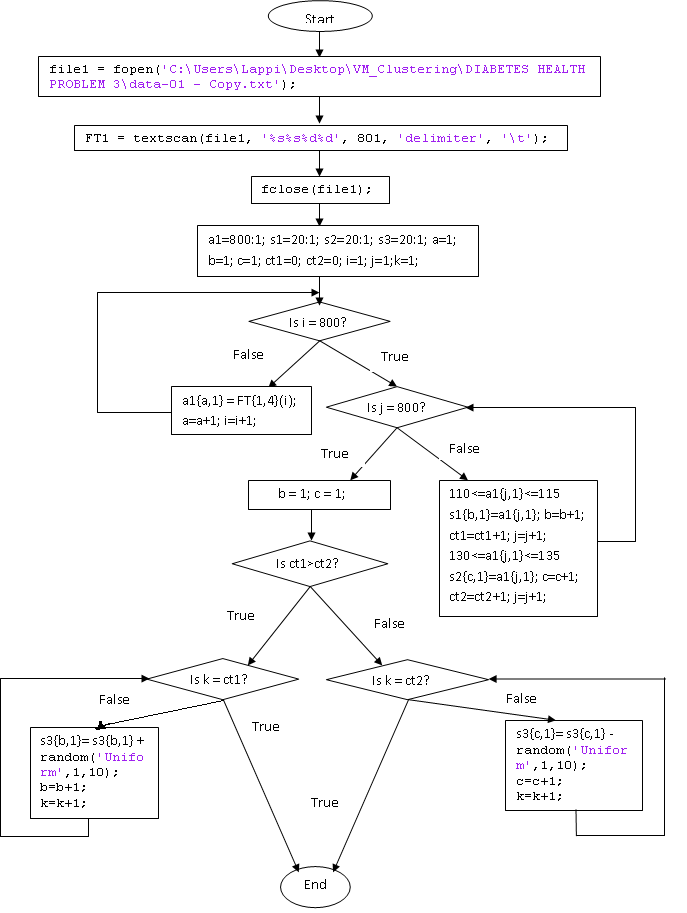 Start
file1 = fopen('C:\Users\Lappi\Desktop\VM_Clustering\DIABETES HEALTH
PROBLEM 3\data-01 - Copy.txt');
FT1 = textscan(file1, '%s%s%d%d', 801, 'delimiter', '\t');
fclose(file1);
a1=800:1; s1=20:1; s2=20:1; s3=20:1; a=1;
b=1; c=1; ct1=0; ct2=0; i=1; j=1;k=1;
Is i = 800?
False
True
a1{a,1} = FT{1,4}(i);
a=a+1; i=i+1;
Is j = 800?
True
False
b = 1; c = 1;
110<=a1{j,1}<=115
s1{b,1}=a1{j,1}; b=b+1;
ct1=ct1+1; j=j+1;
130<=a1{j,1}<=135
s2{c,1}=a1{j,1}; c=c+1;
ct2=ct2+1; j=j+1;
Is ct1>ct2?
True
False
Is k = ct1?
Is k = ct2?
False
True
False
s3{b,1}= s3{b,1} +
random('Unifo
rm',1,10);
b=b+1;
k=k+1;
s3{c,1}= s3{c,1} -
random('Unifor
m',1,10);
c=c+1;
k=k+1;
True
End